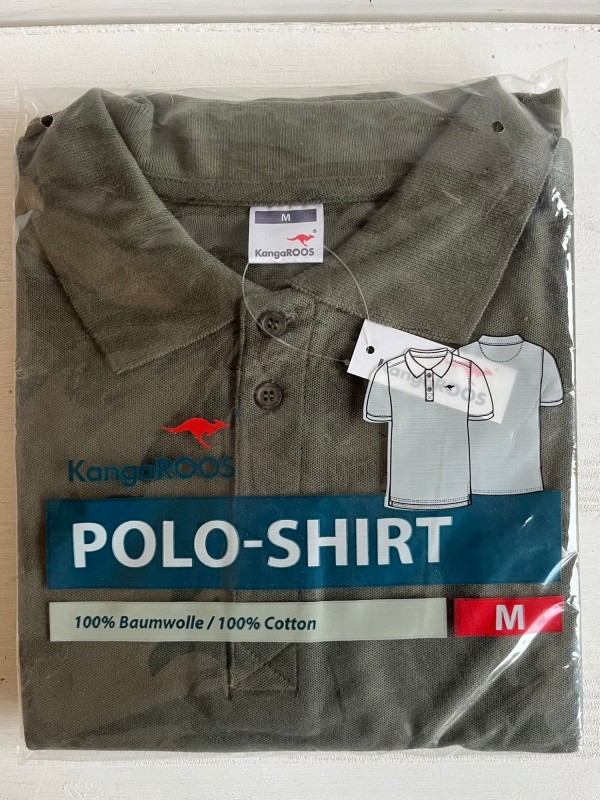 M
®
KangaROOS
KangaROOS
®
KangaROOS
POLO-SHIRT
100% Baumwolle / 100% Cotton
M